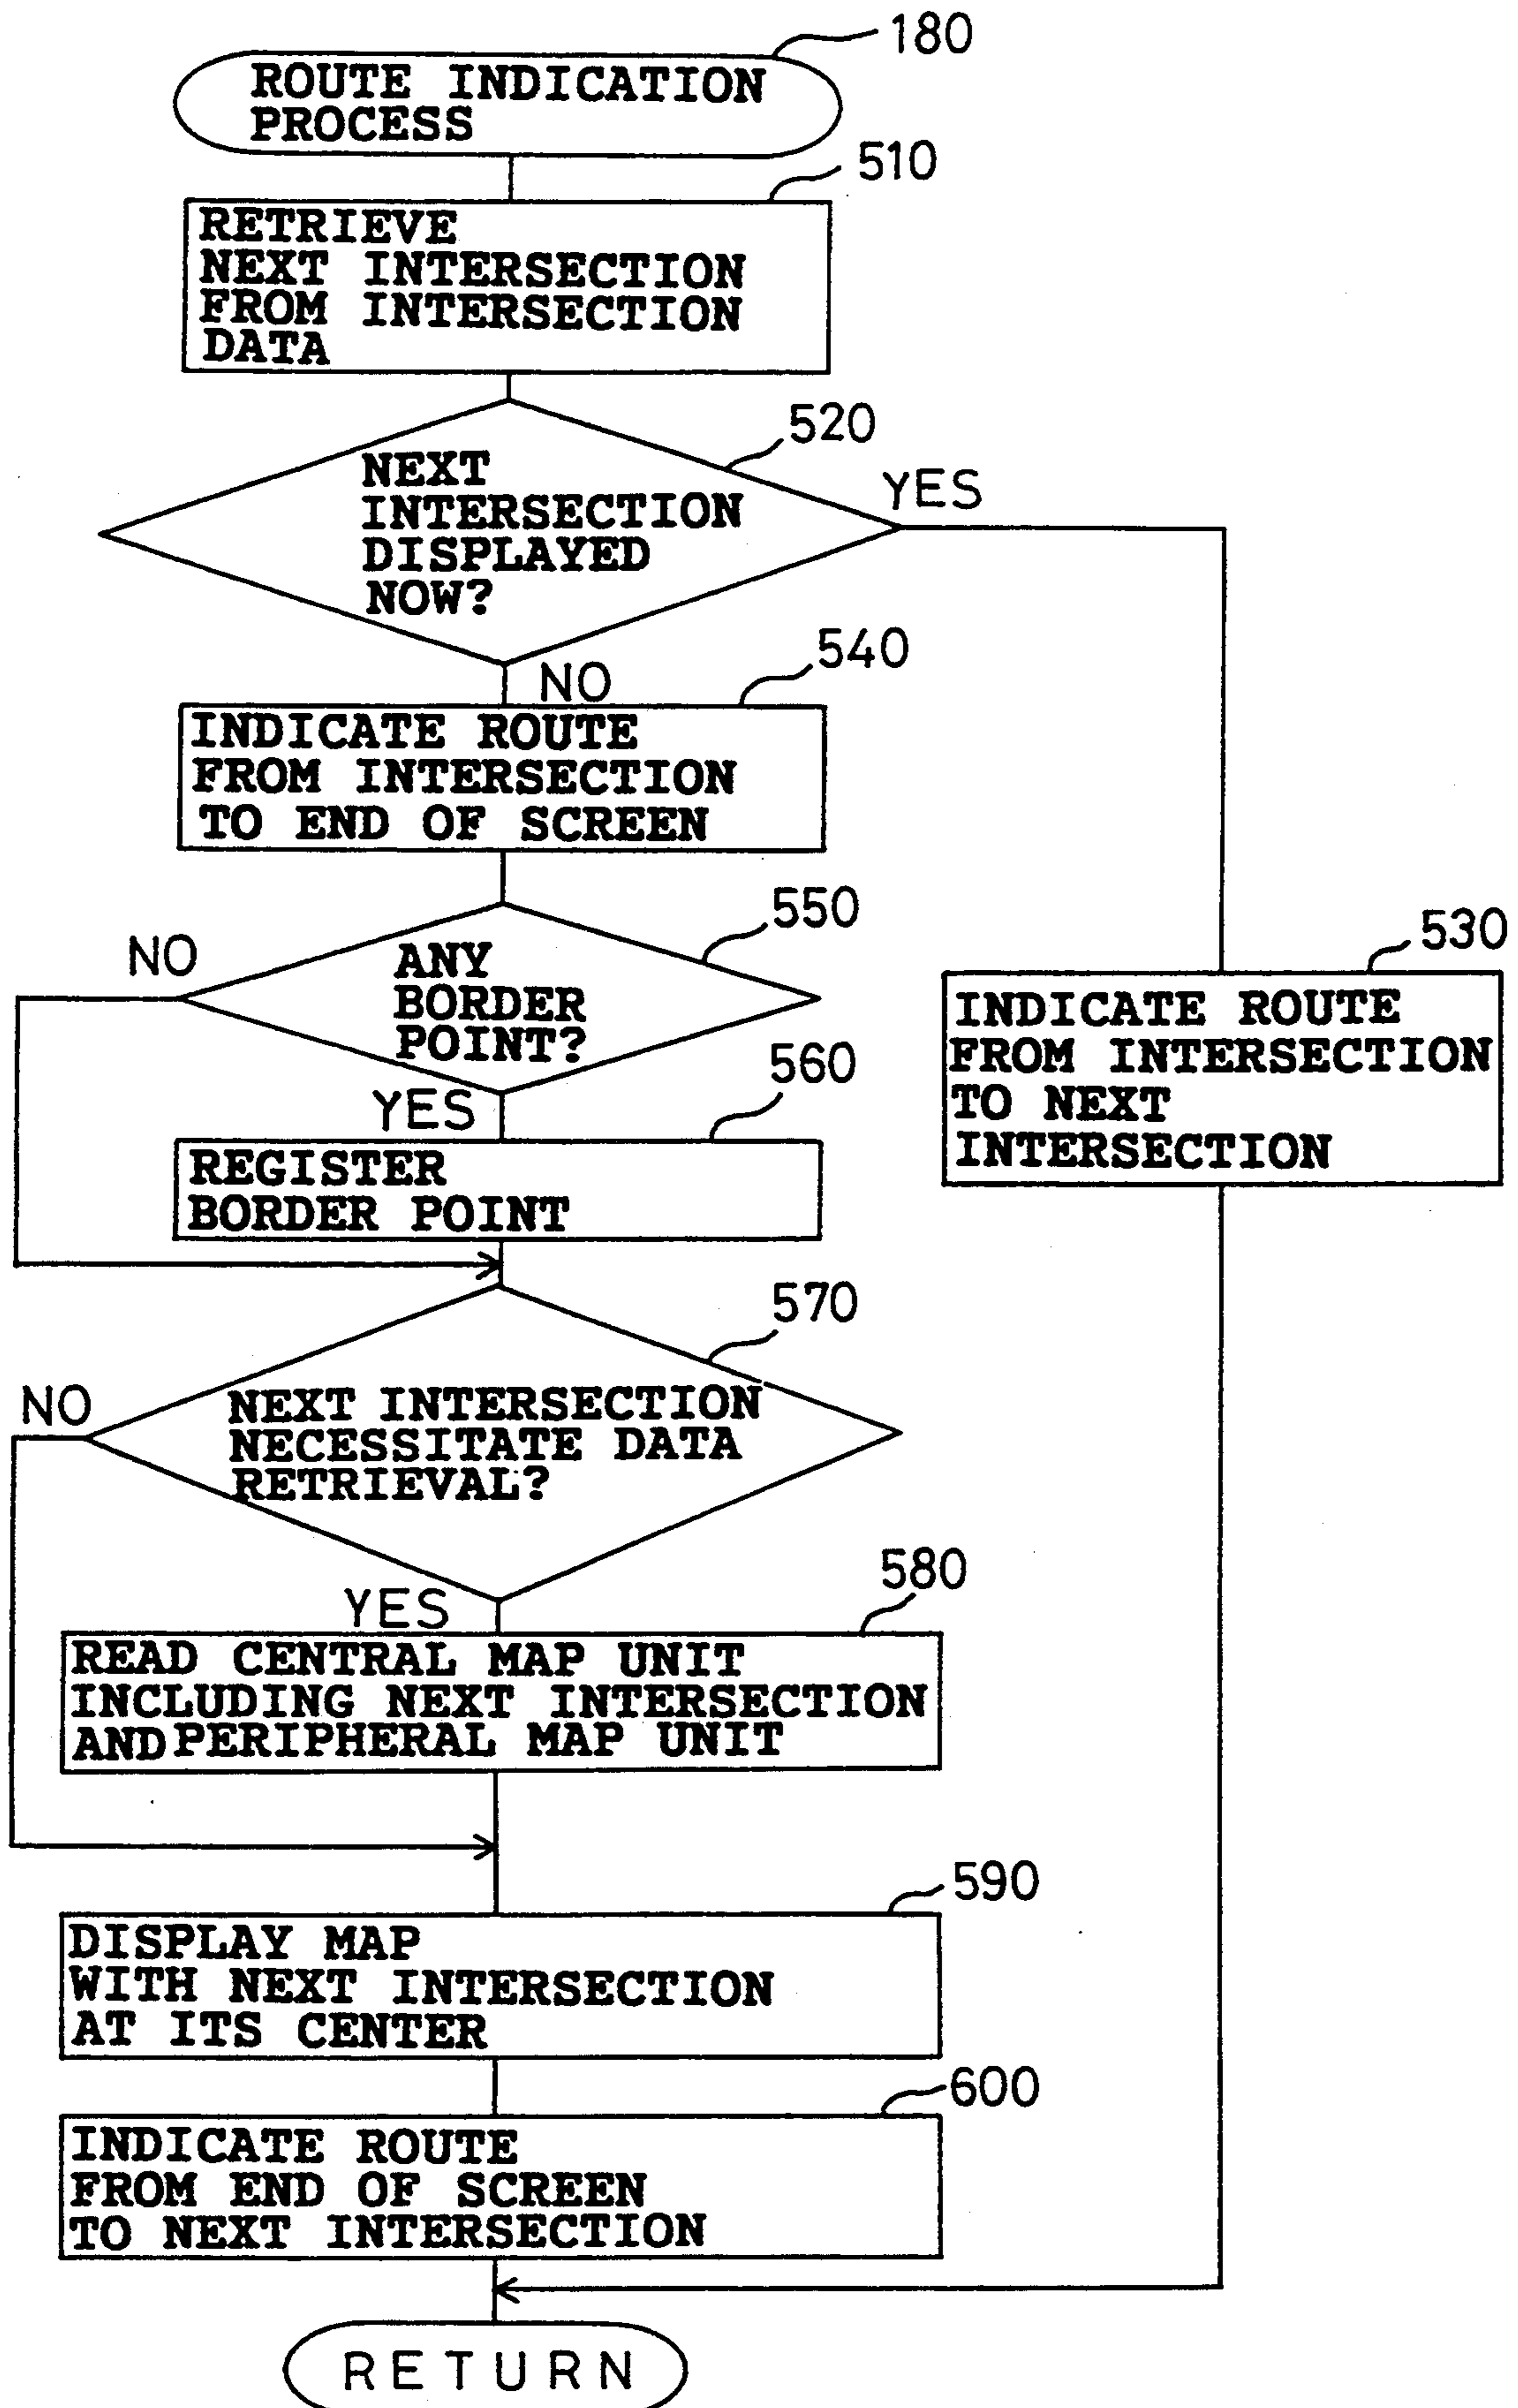 180
ROUTE INDICATION
PROCESS
510
RETRIEVE
NEXT INTERSECTION
FROM INTERSECTION
DATA
520
NEXT
INTERSECTION
DISPLAYED
NOW?
YES
NO
540
INDICATE ROUTE
FROM INTERSECTION
TO END OF SCREEN
550
NO
ANY
BORDER
POINT?
530
INDICATE ROUTE
FROM INTERSECTION
TO NEXT
INTERSECTION
YES
560
REGISTER
BORDER POINT
570
NO
NEXT INTERSECTION
NECESSITATE DATA
RETRIEVAL?
YES
580
READ CENTRAL MAP UNIT
INCLUDING NEXT INTERSECTION
AND PERIPHERAL MAP UNIT
590
DISPLAY MAP
WITH NEXT INTERSECTION
AT ITS CENTER
600
INDICATE ROUTE
FROM END OF SCREEN
TO NEXT INTERSECTION
RETURN